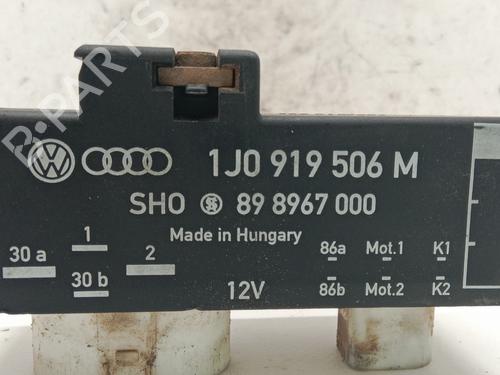 B-PARTS
1J0 919 506 M
SHO 89 8967 000
Made in Hungary
30 a 1 2 86a Mot.1 K1
30 b 12V 86b Mot.2 K2